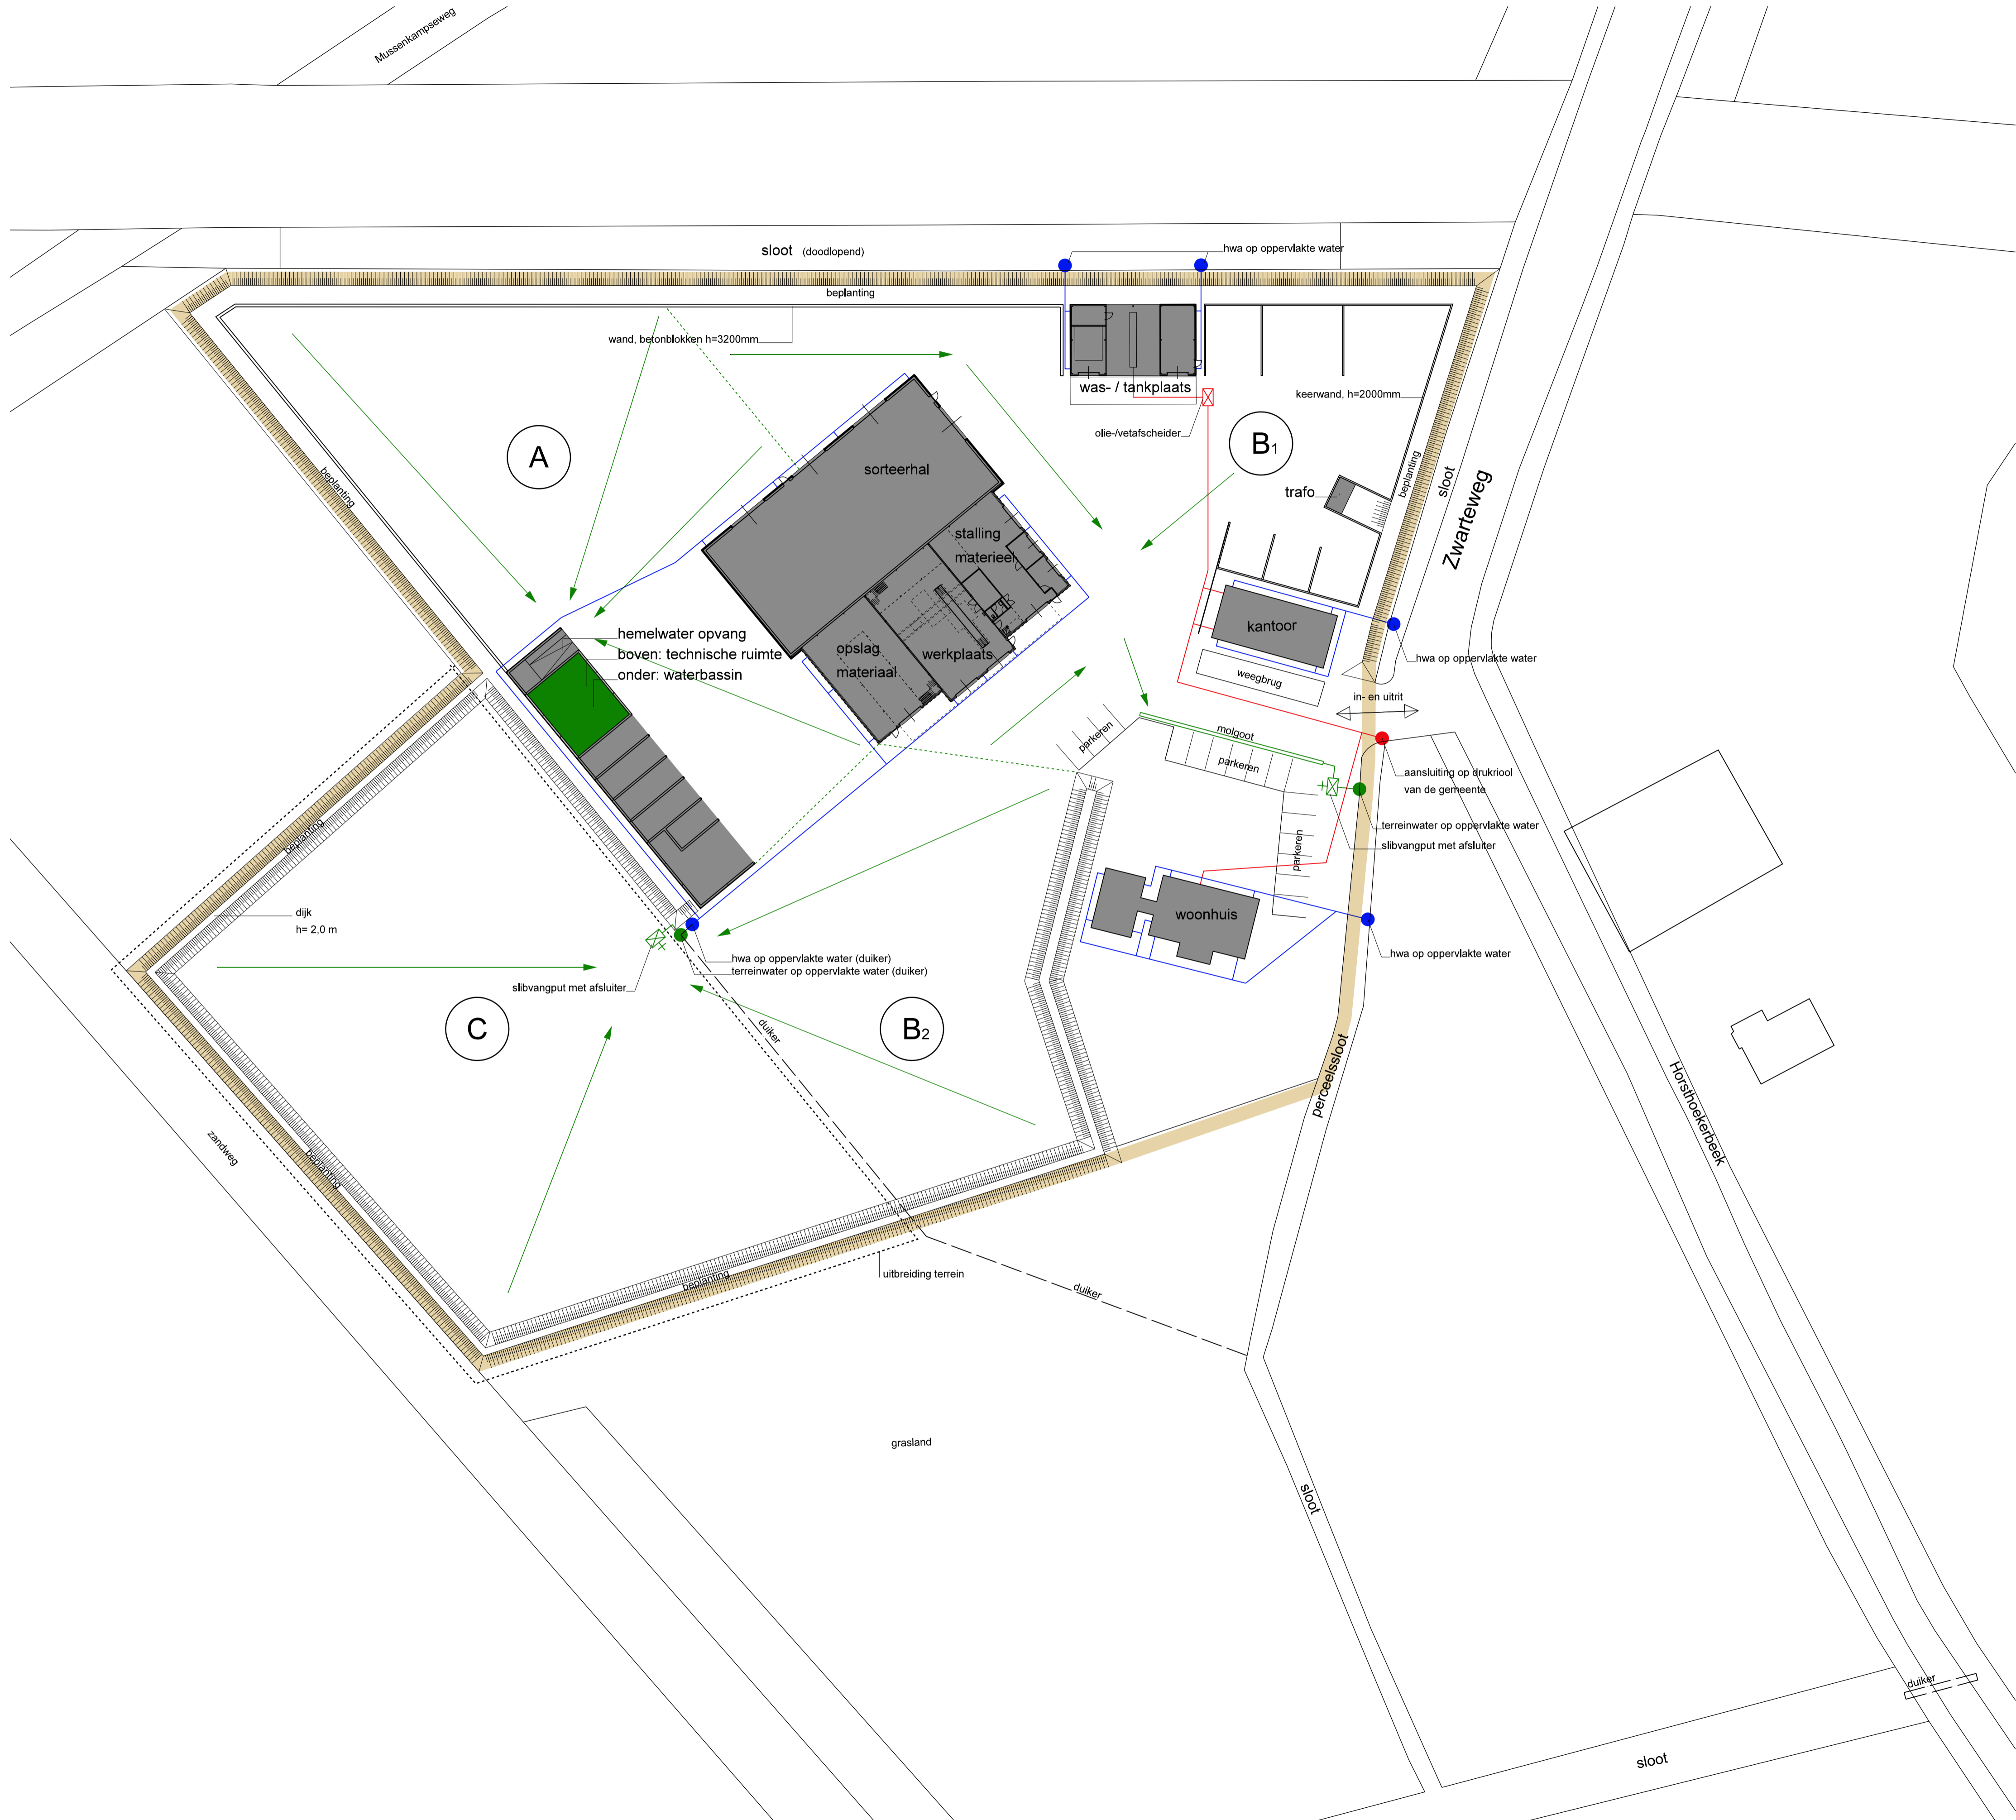 Mussenkampseweg
sloot (doodlopend)
hwa op oppervlakte water
beplanting
wand, betonblokken h=3200mm
was- / tankplaats
keerwand, h=2000mm
olie-/vetafscheider
A
B1
beplanting
sloot
Zwarteweg
sorteerhal
beplanting
trafo
stalling
materieel
kantoor
hemelwater opvang
boven: technische ruimte
onder: waterbassin
opslag
materiaal
werkplaats
hwa op oppervlakte water
weegbrug
in- en uitrit
parkeren
molgoot
parkeren
aansluiting op drukriool
van de gemeente
terreinwater op oppervlakte water
slibvangput met afsluiter
parkeren
beplanting
dijk
h= 2,0 m
woonhuis
hwa op oppervlakte water
hwa op oppervlakte water (duiker)
terreinwater op oppervlakte water (duiker)
slibvangput met afsluiter
C
B2
duiker
perceelssloot
Horsthoekerbeek
zandweg
beplanting
beplanting
uitbreiding terrein
duiker
grasland
sloot
duiker
sloot